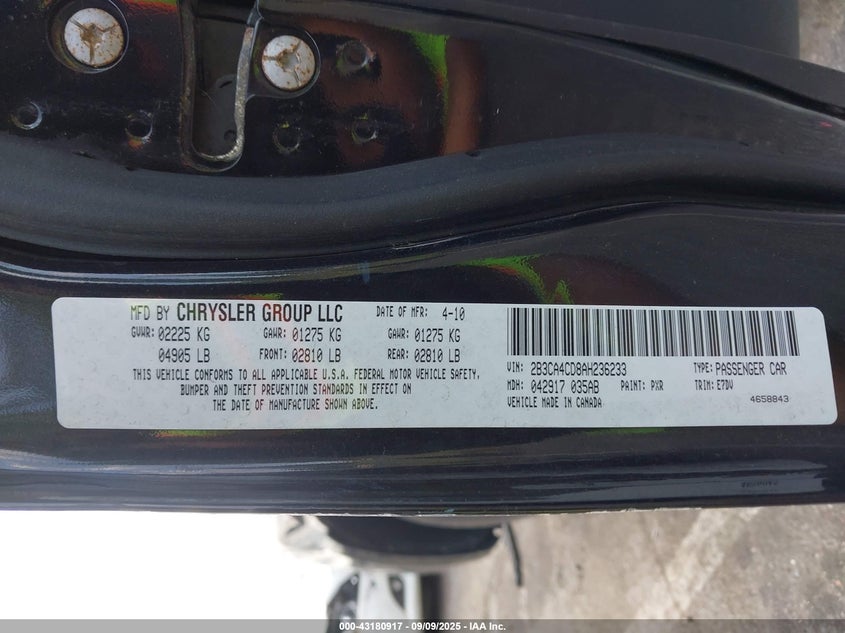 MFD BY CHRYSLER GROUP LLC DATE OF MFR: 4-10
GVWR: 02225 KG GAWR: 01275 KG GAWR: 01275 KG
04905 LB FRONT: 02810 LB REAR: 02810 LB
THIS VEHICLE CONFORMS TO ALL APPLICABLE U.S.A. FEDERAL MOTOR VEHICLE SAFETY,
BUMPER AND THEFT PREVENTION STANDARDS IN EFFECT ON
THE DATE OF MANUFACTURE SHOWN ABOVE.
VIN: 2B3CA4CD8AH236233 TYPE: PASSENGER CAR
MDH: 042917 035AB PAINT: PXR TRIM: E7DV
VEHICLE MADE IN CANADA 4658843
000-43180917 - 09/09/2025 - IAA Inc.